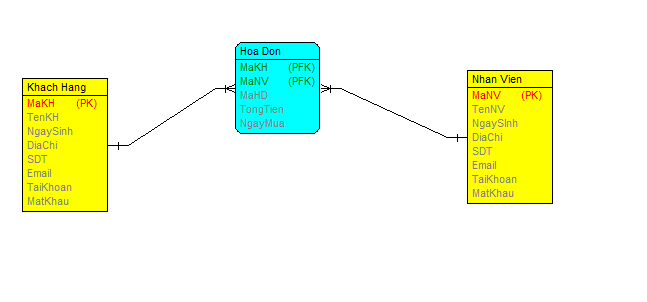 Khach Hang
MaKH (PK)
TenKH
NgaySinh
DiaChi
SDT
Email
TaiKhoan
MatKhau
Hoa Don
MaKH (PFK)
MaNV (PFK)
MaHD
TongTien
NgayMua
Nhan Vien
MaNV (PK)
TenNV
NgaySInh
DiaChi
SDT
Email
TaiKhoan
MatKhau